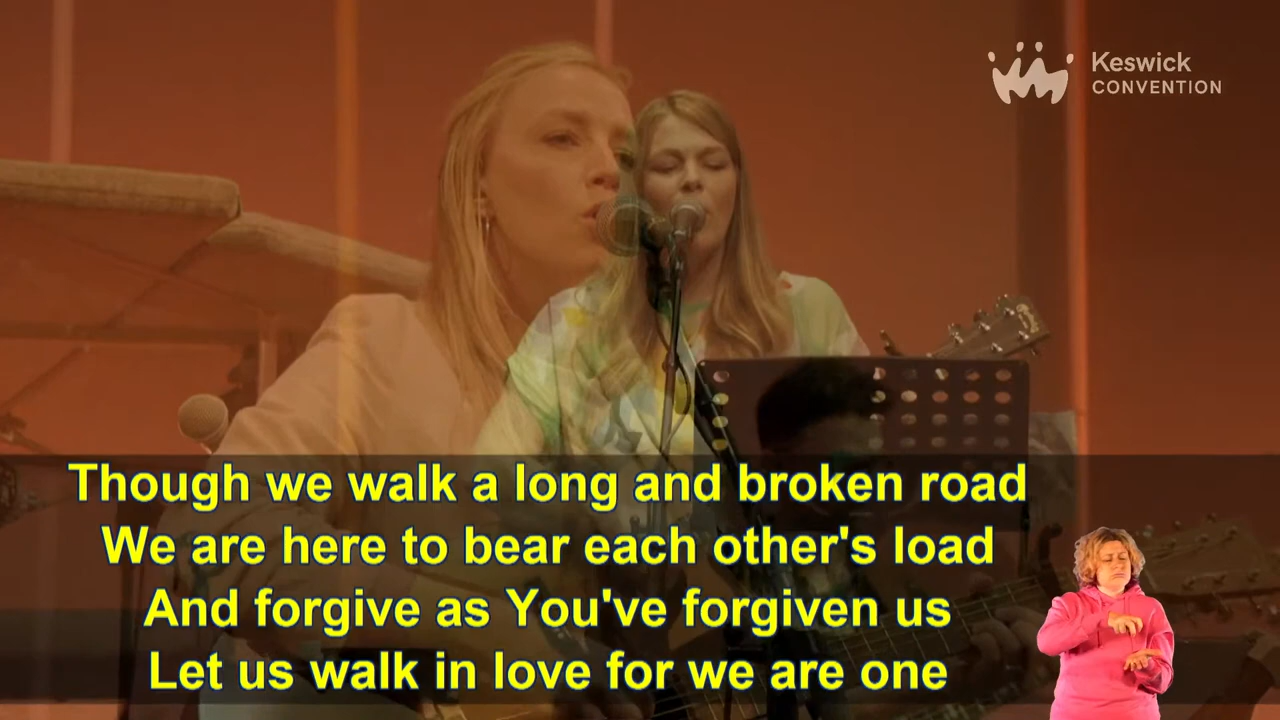 Keswick
CONVENTION
Though we walk a long and broken road
We are here to bear each other's load
And forgive as You've forgiven us
Let us walk in love for we are one